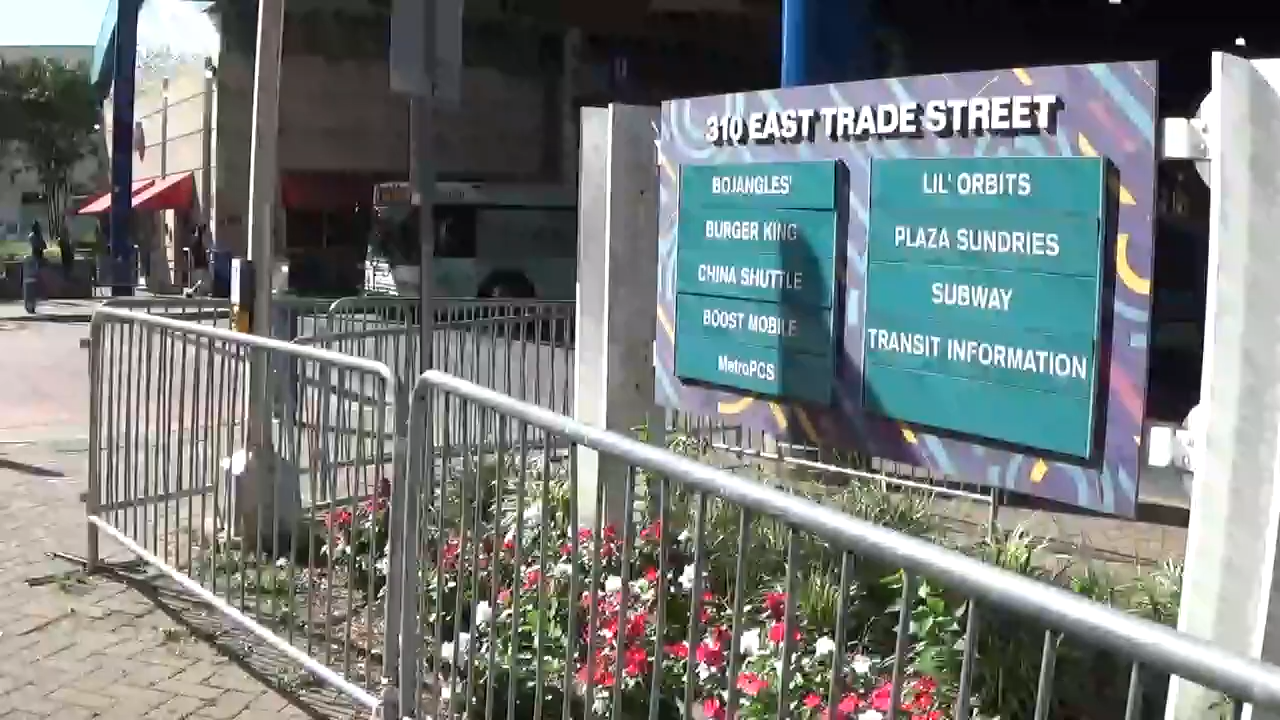 310 EAST TRADE STREET
BOJANGLES'
BURGER KING
CHINA SHUTTLE
BOOST MOBILE
MetroPCS
LIL' ORBITS
PLAZA SUNDRIES
SUBWAY
TRANSIT INFORMATION